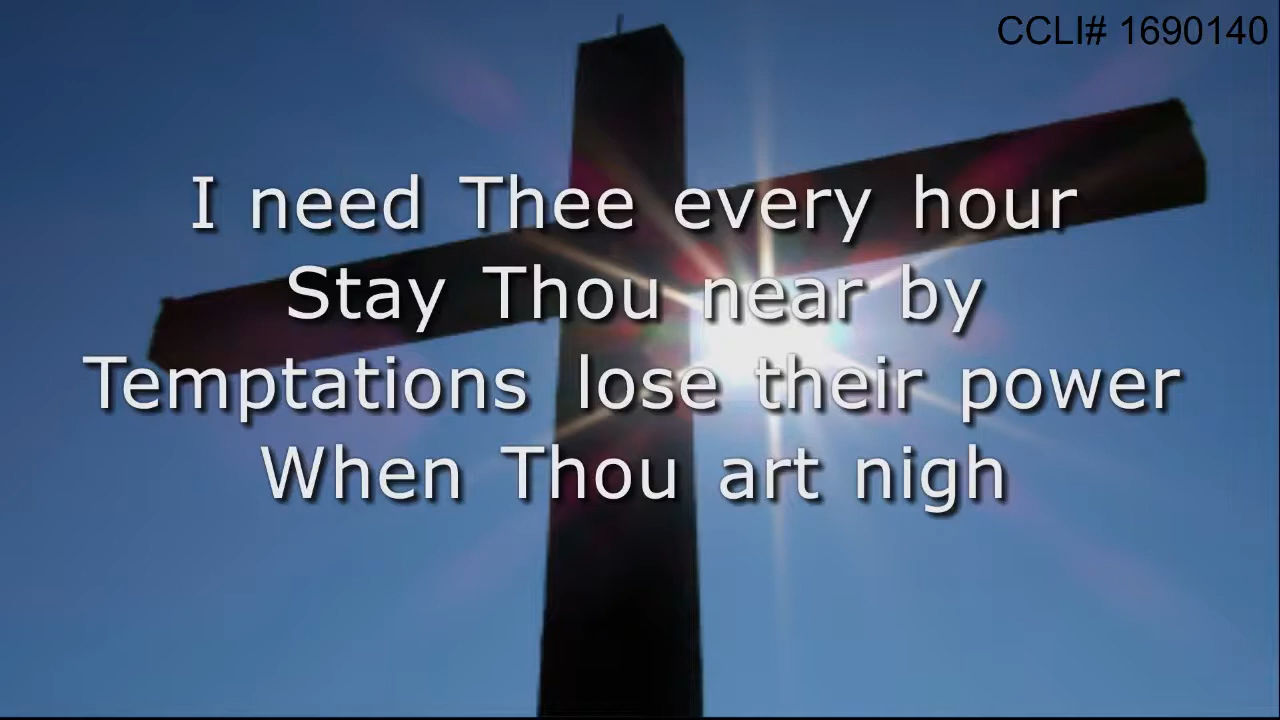 CCLI# 1690140
I need Thee every hour
Stay Thou near by
Temptations lose their power
When Thou art nigh